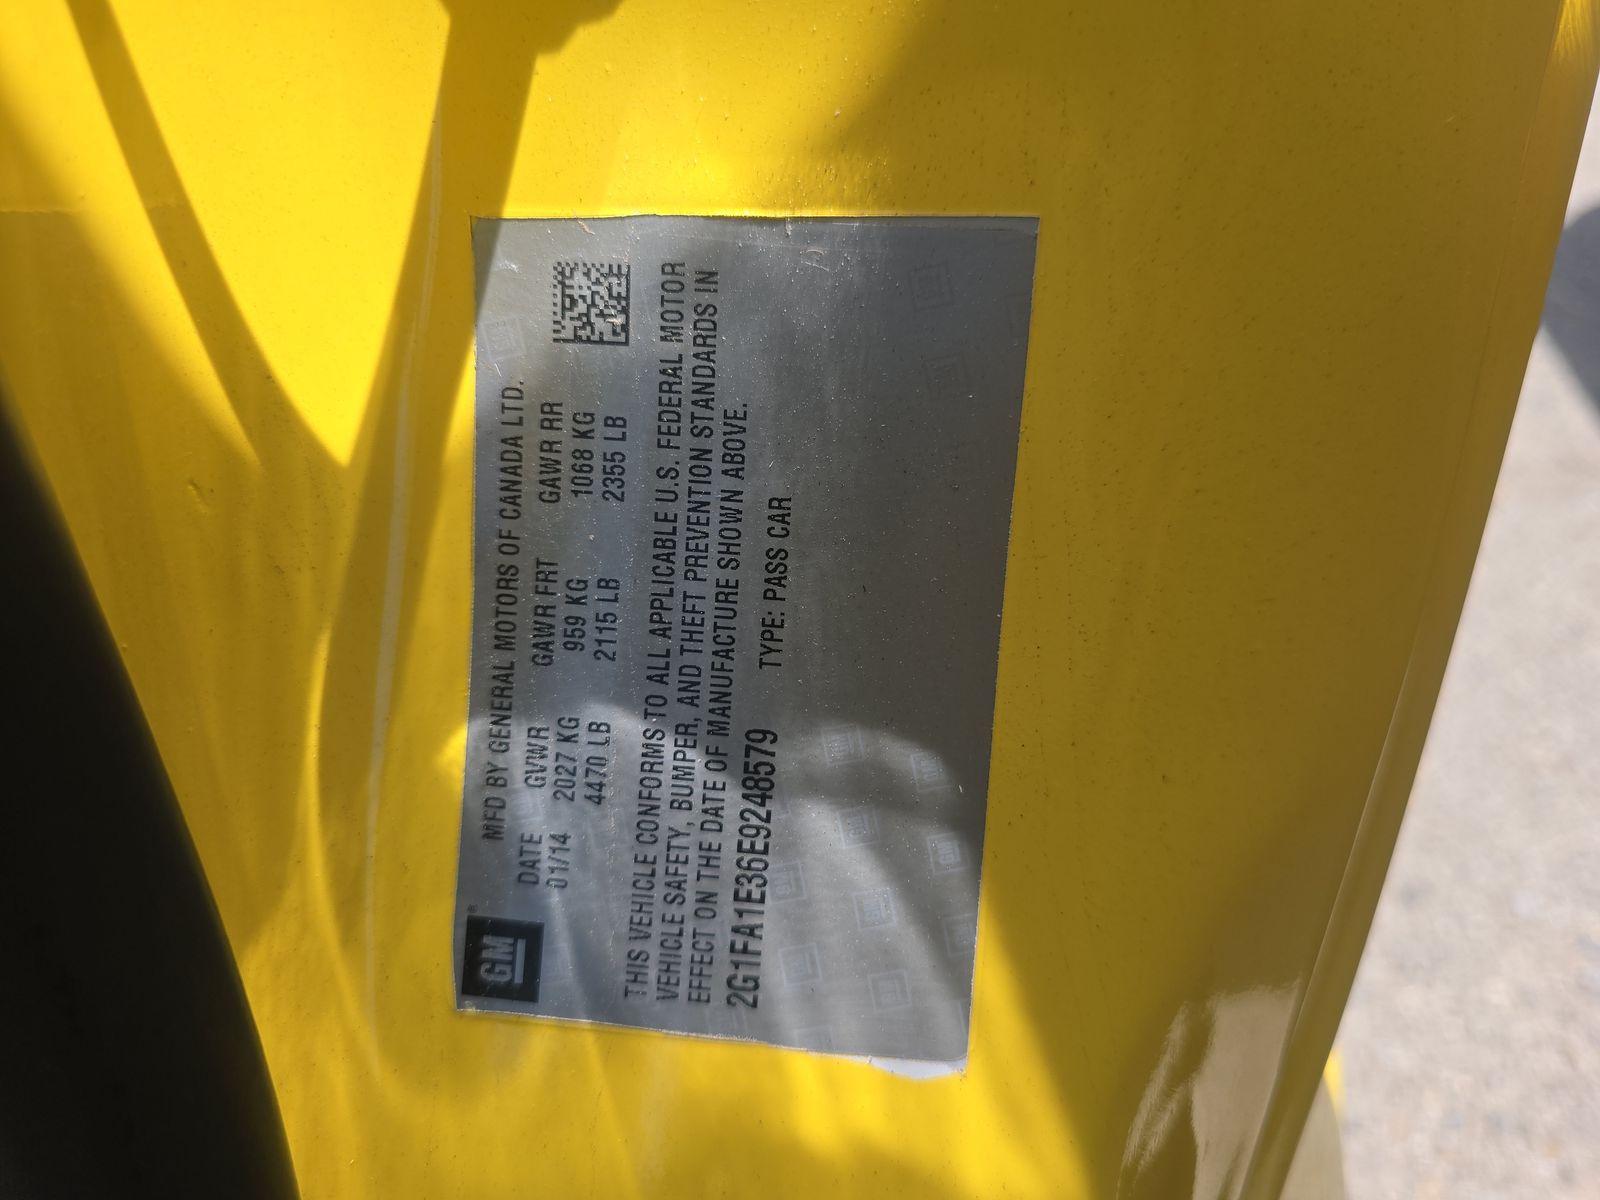 GM®
MFD BY GENERAL MOTORS OF CANADA LTD.
DATE GVWR GAWR FRT GAWR RR
01/14 2027 KG 959 KG 1068 KG
4470 LB 2115 LB 2355 LB
THIS VEHICLE CONFORMS TO ALL APPLICABLE U.S. FEDERAL MOTOR
VEHICLE SAFETY, BUMPER, AND THEFT PREVENTION STANDARDS IN
EFFECT ON THE DATE OF MANUFACTURE SHOWN ABOVE.
2G1FA1E36E9248579 TYPE: PASS CAR